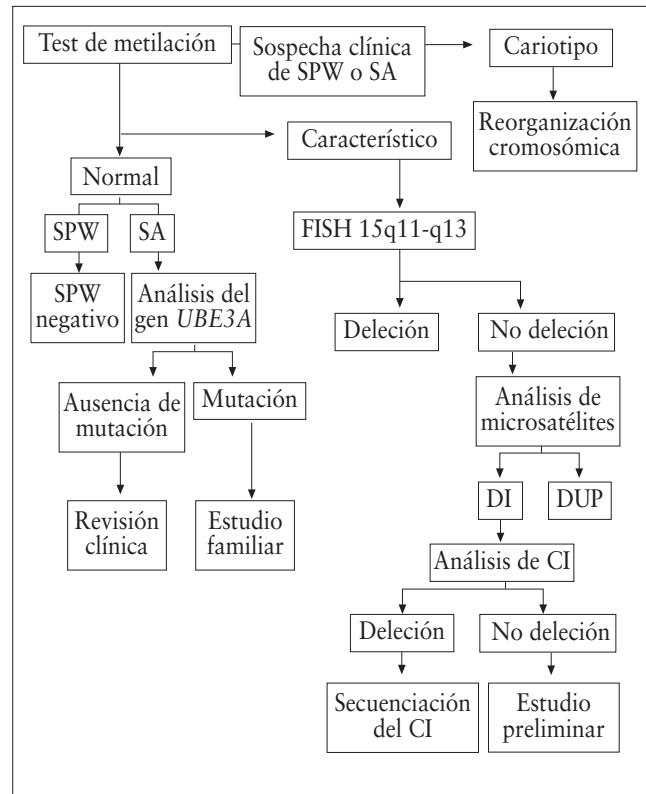 Test de metilación
Sospecha clínica
de SPW o SA
Cariotipo
Reorganización
cromosómica
Característico
Normal
SPW
SA
FISH 15q11-q13
SPW
negativo
Análisis del
gen UBE3A
Deleción
No deleción
Ausencia de
mutación
Mutación
Análisis de
microsatélites
Revisión
clínica
Estudio
familiar
DI
DUP
Análisis de CI
Deleción
No deleción
Secuenciación
del CI
Estudio
preliminar